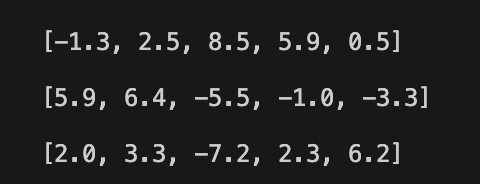 [-1.3, 2.5, 8.5, 5.9, 0.5]
[5.9, 6.4, -5.5, -1.0, -3.3]
[2.0, 3.3, -7.2, 2.3, 6.2]